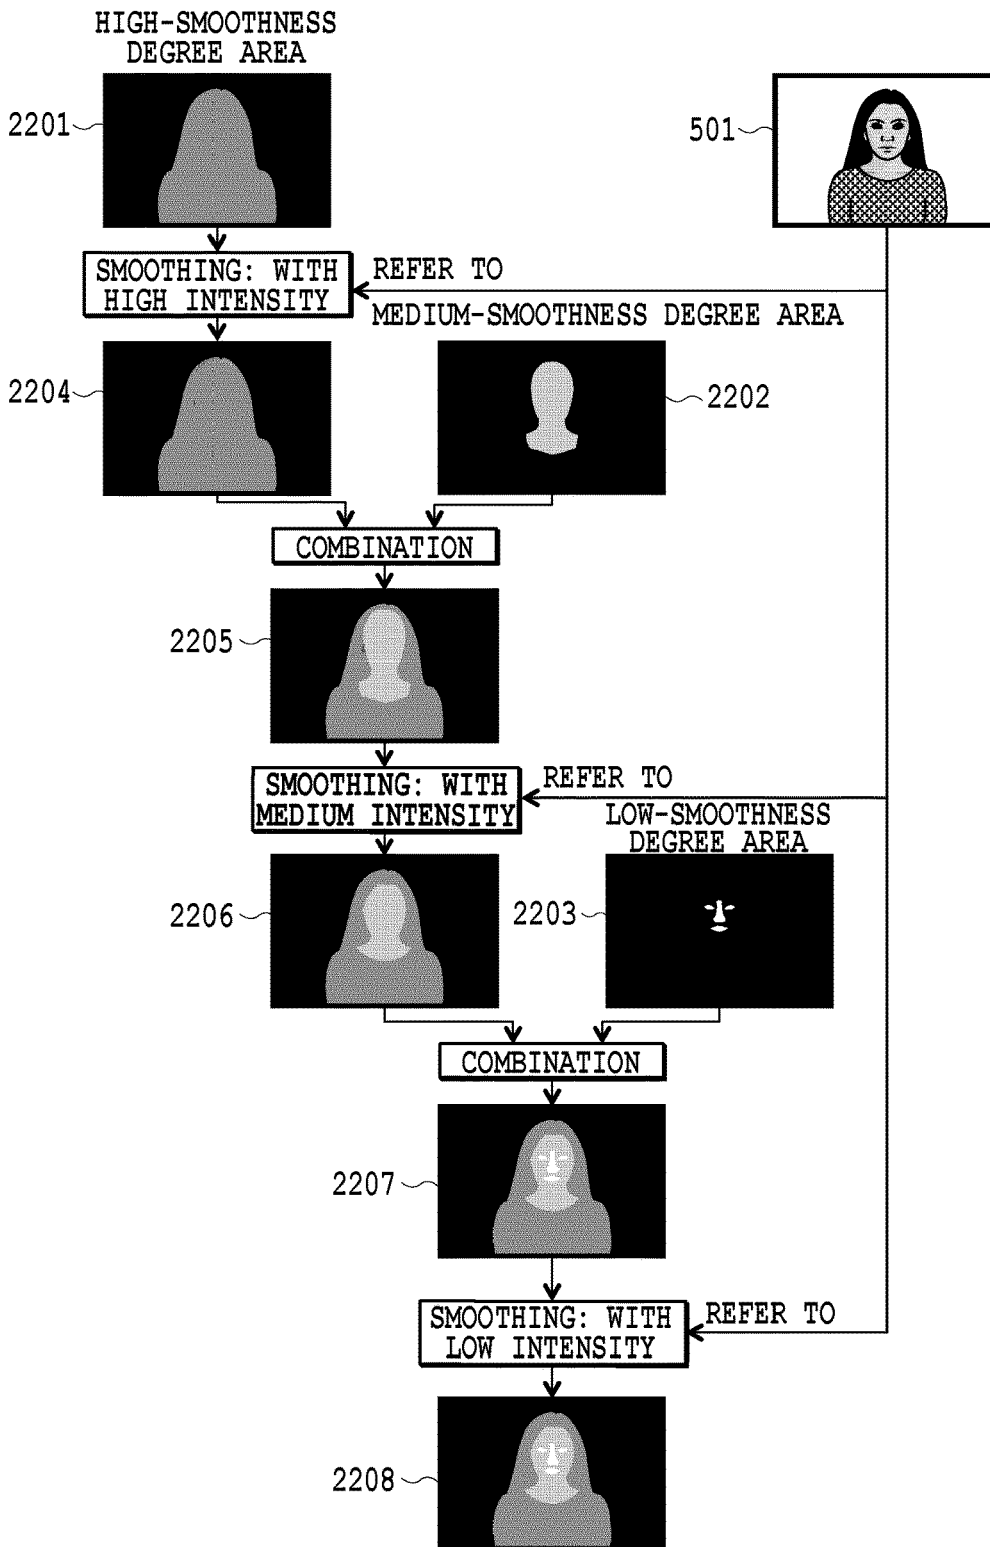 HIGH-SMOOTHNESS
DEGREE AREA
2201
501
SMOOTHING: WITH
HIGH INTENSITY
REFER TO
MEDIUM-SMOOTHNESS DEGREE AREA
2204
2202
COMBINATION
2205
SMOOTHING: WITH
MEDIUM INTENSITY
REFER TO
LOW-SMOOTHNESS
DEGREE AREA
2206
2203
COMBINATION
2207
SMOOTHING: WITH
LOW INTENSITY
REFER TO
2208